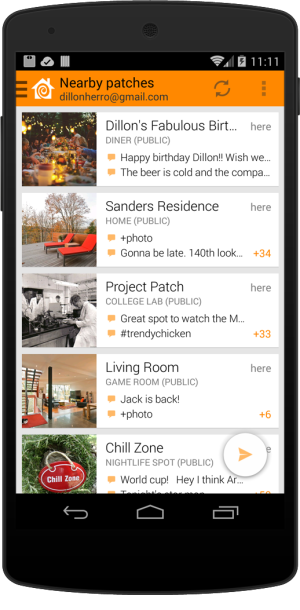 11:11
Nearby patches
dillonherro@gmail.com
Dillon's Fabulous Birt...
here
DINER (PUBLIC)
Happy birthday Dillon!! Wish we...
The beer is cold and the compa...
Sanders Residence
here
HOME (PUBLIC)
+photo
Gonna be late. 140th look...
+34
Project Patch
here
COLLEGE LAB (PUBLIC)
Great spot to watch the M...
#trendychicken
+33
Living Room
here
GAME ROOM (PUBLIC)
Jack is back!
+photo
+6
Chill Zone
Chill Zone
NIGHTLIFE SPOT (PUBLIC)
World cup!   Hey I think Ar...